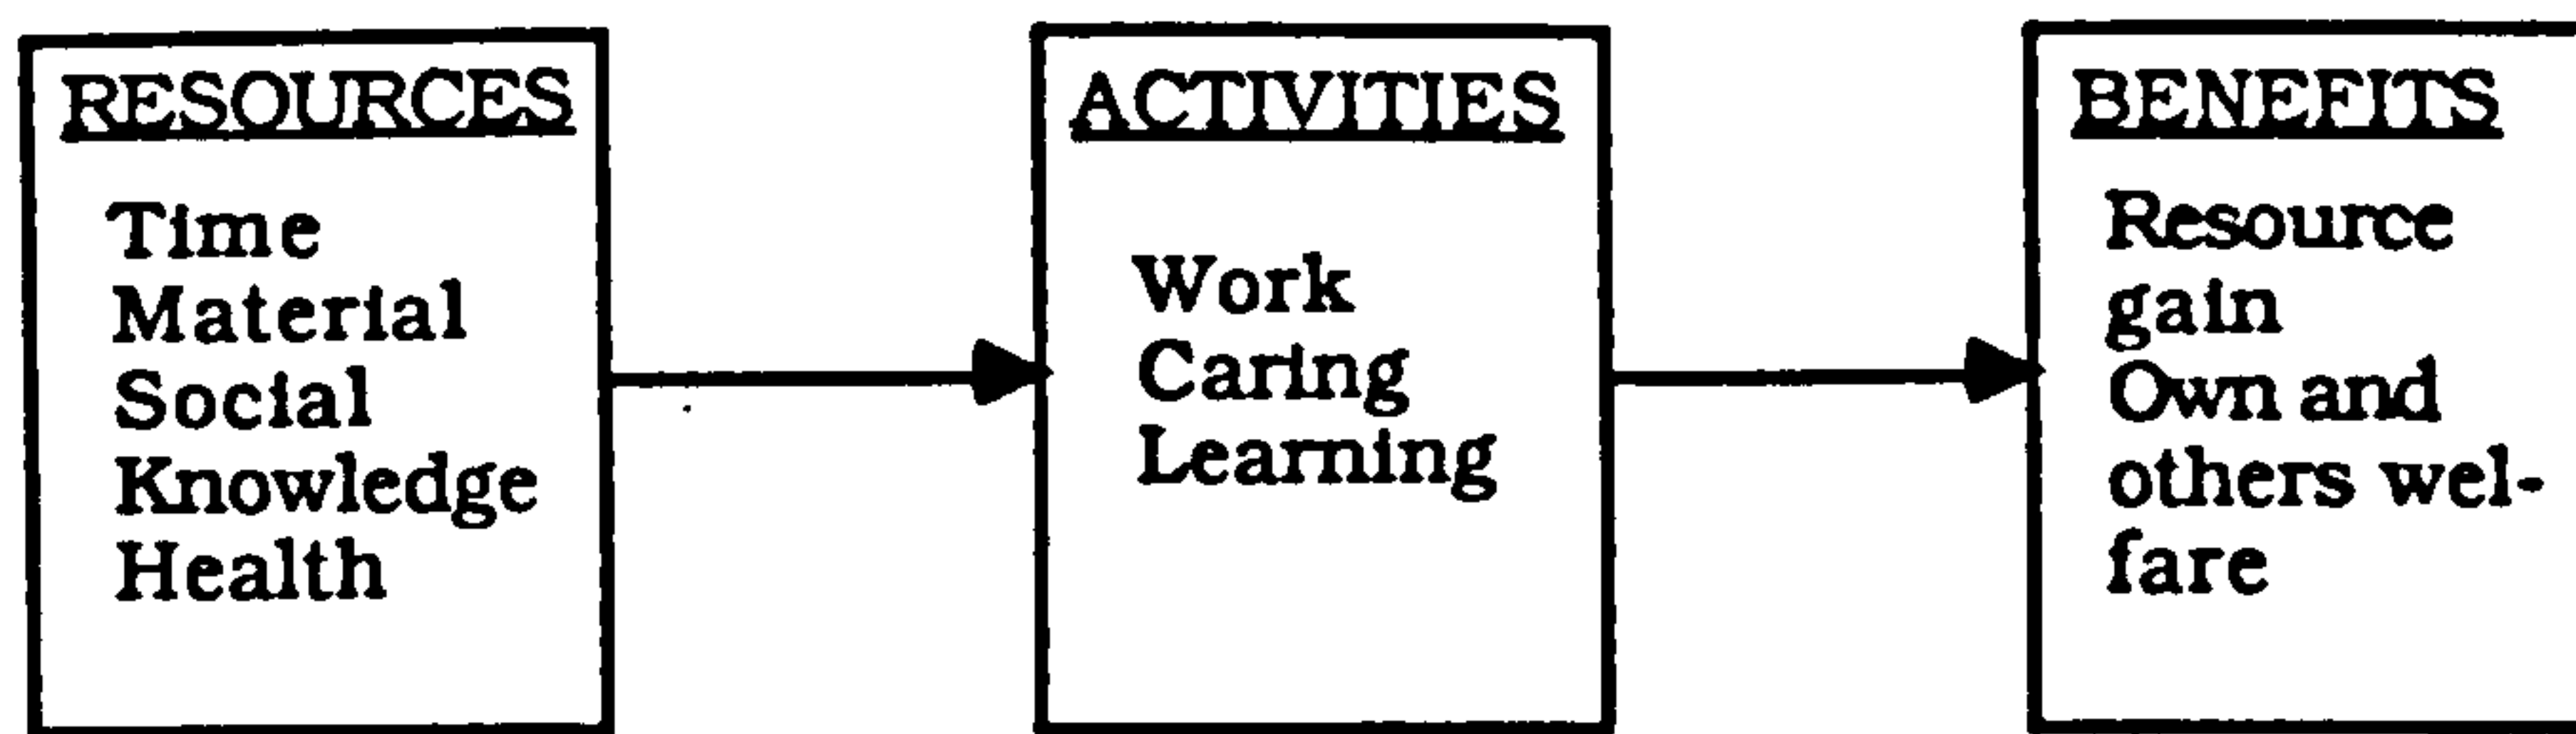 RESOURCES
Time
Material
Social
Knowledge
Health
ACTIVITIES
Work
Caring
Learning
BENEFITS
Resource
gain
Own and
others wel-
fare